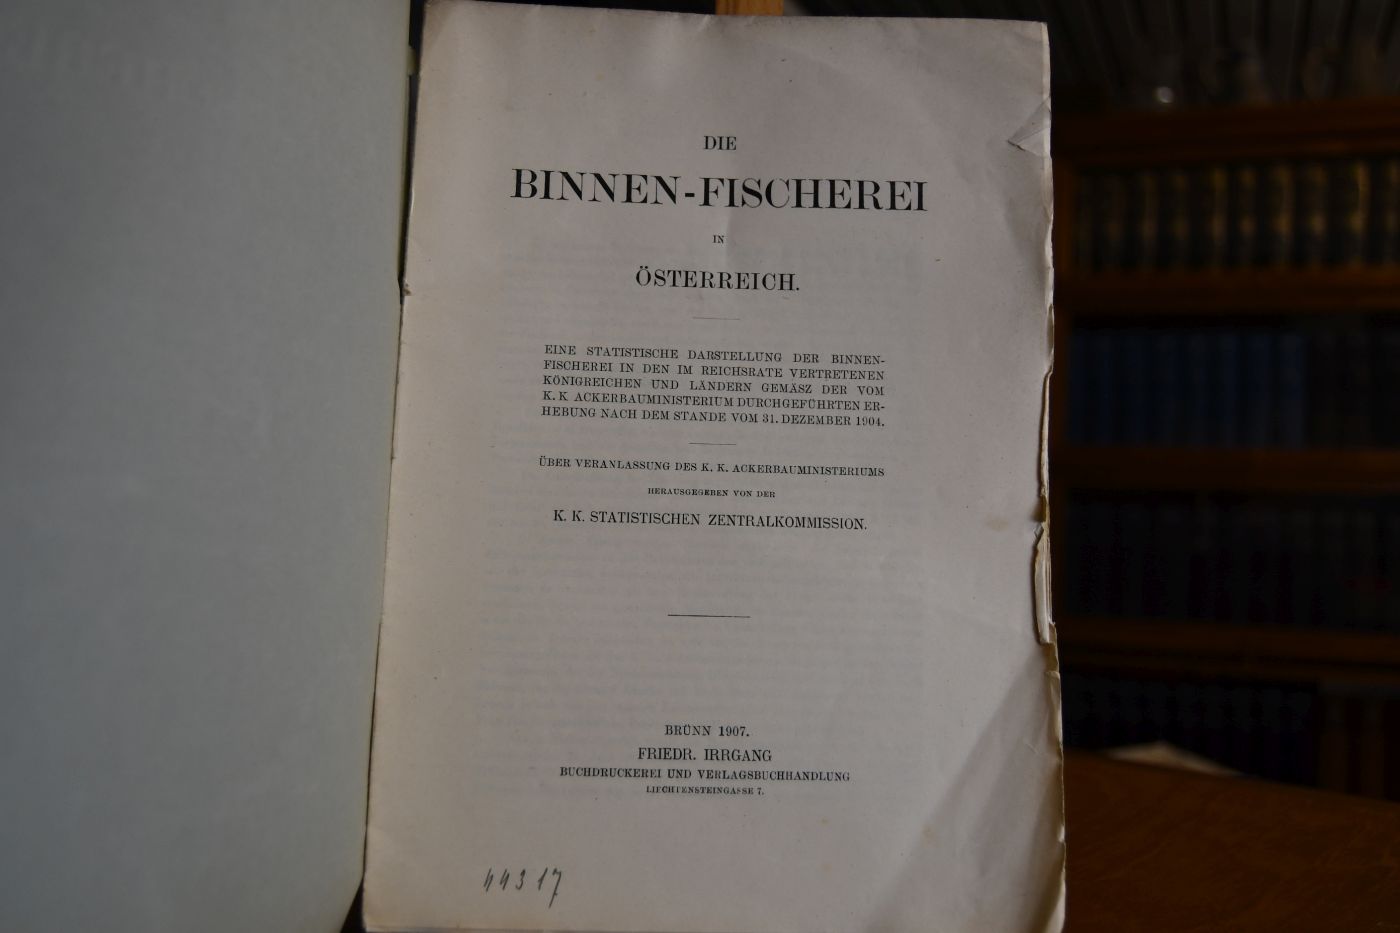 DIE
BINNEN-FISCHEREI
IN
ÖSTERREICH.
EINE STATISTISCHE DARSTELLUNG DER BINNEN-
FISCHEREI IN DEN IM REICHSRATE VERTRETENEN
KÖNIGREICHEN UND LÄNDERN GEMÄSZ DER VOM
K. K. ACKERBAUMINISTERIUM DURCHGEFÜHRTEN ER-
HEBUNG NACH DEM STANDE VOM 31. DEZEMBER 1904.
ÜBER VERANLASSUNG DES K. K. ACKERBAUMINISTERIUMS
HERAUSGEGEBEN VON DER
K. K. STATISTISCHEN ZENTRALKOMMISSION.
BRÜNN 1907.
FRIEDR. IRRGANG
BUCHDRUCKEREI UND VERLAGSBUCHHANDLUNG
LIECHTENSTEINGASSE 7.
44317